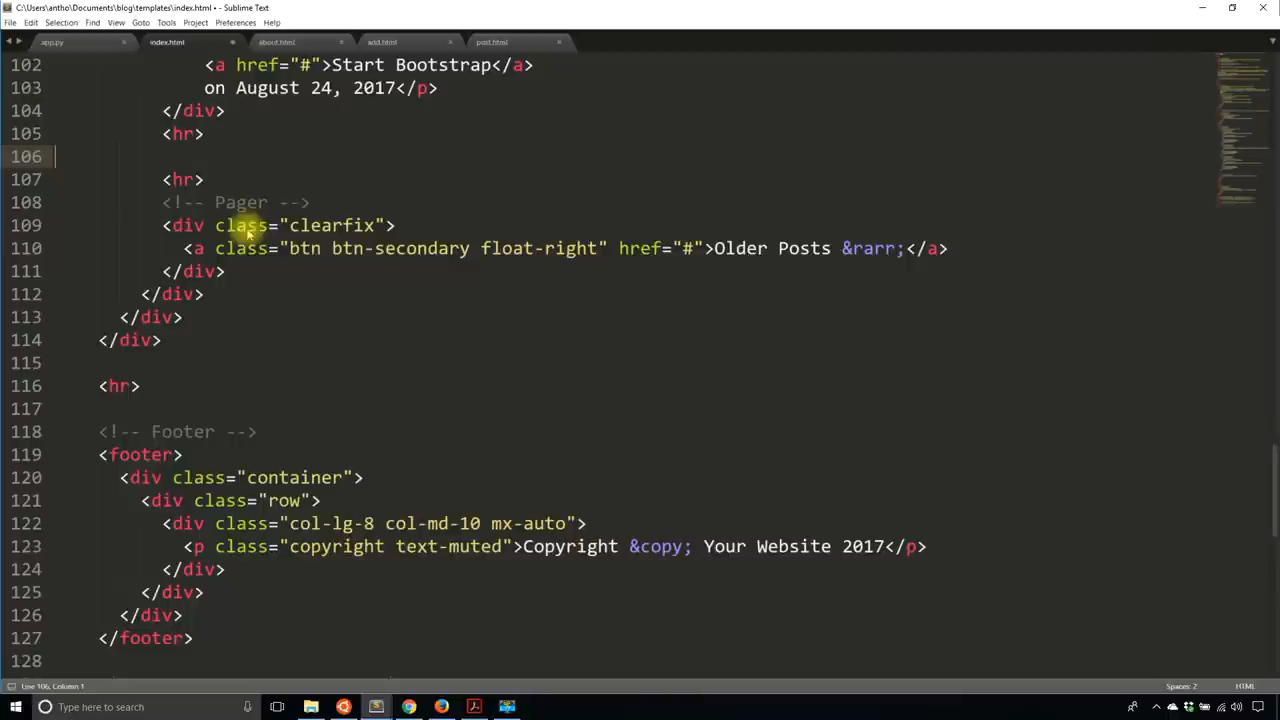 C:\Users\antho\Documents\blog\templates\index.html • - Sublime Text
File Edit Selection Find View Goto Tools Project Preferences Help
app.py index.html about.html add.html post.html
102 <a href="#">Start Bootstrap</a>
103 on August 24, 2017</p>
104 </div>
105 <hr>
106
107 <hr>
108 <!-- Pager -->
109 <div class="clearfix">
110 <a class="btn btn-secondary float-right" href="#">Older Posts &rarr;</a>
111 </div>
112 </div>
113 </div>
114 </div>
115
116 <hr>
117
118 <!-- Footer -->
119 <footer>
120 <div class="container">
121 <div class="row">
122 <div class="col-lg-8 col-md-10 mx-auto">
123 <p class="copyright text-muted">Copyright &copy; Your Website 2017</p>
124 </div>
125 </div>
126 </div>
127 </footer>
128
Line 106, Column 1 Spaces: 2 HTML
Type here to search